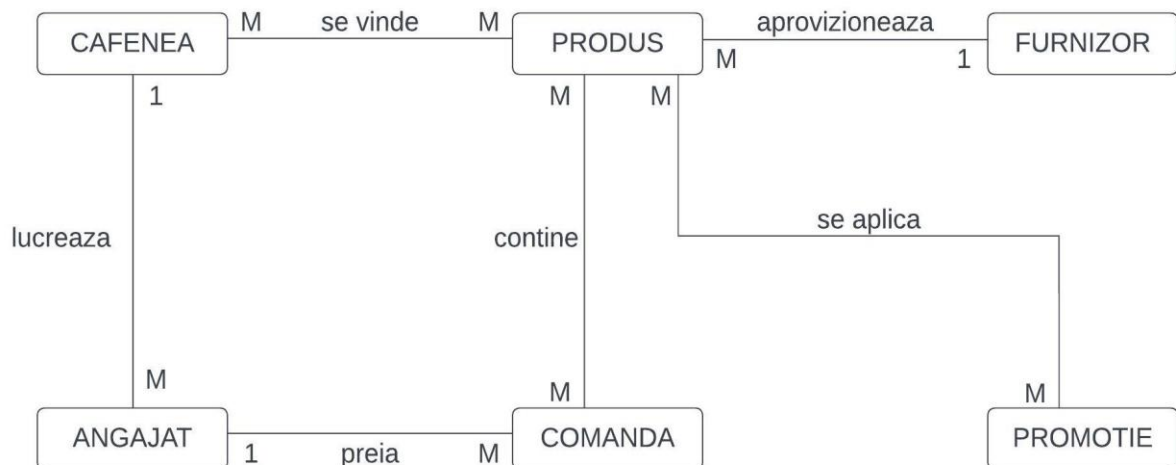 CAFENEA M se vinde M PRODUS aprovizioneaza FURNIZOR
M 1
1 M M
lucreaza contine se aplica
M M M
ANGAJAT 1 preia M COMANDA PROMOTIE